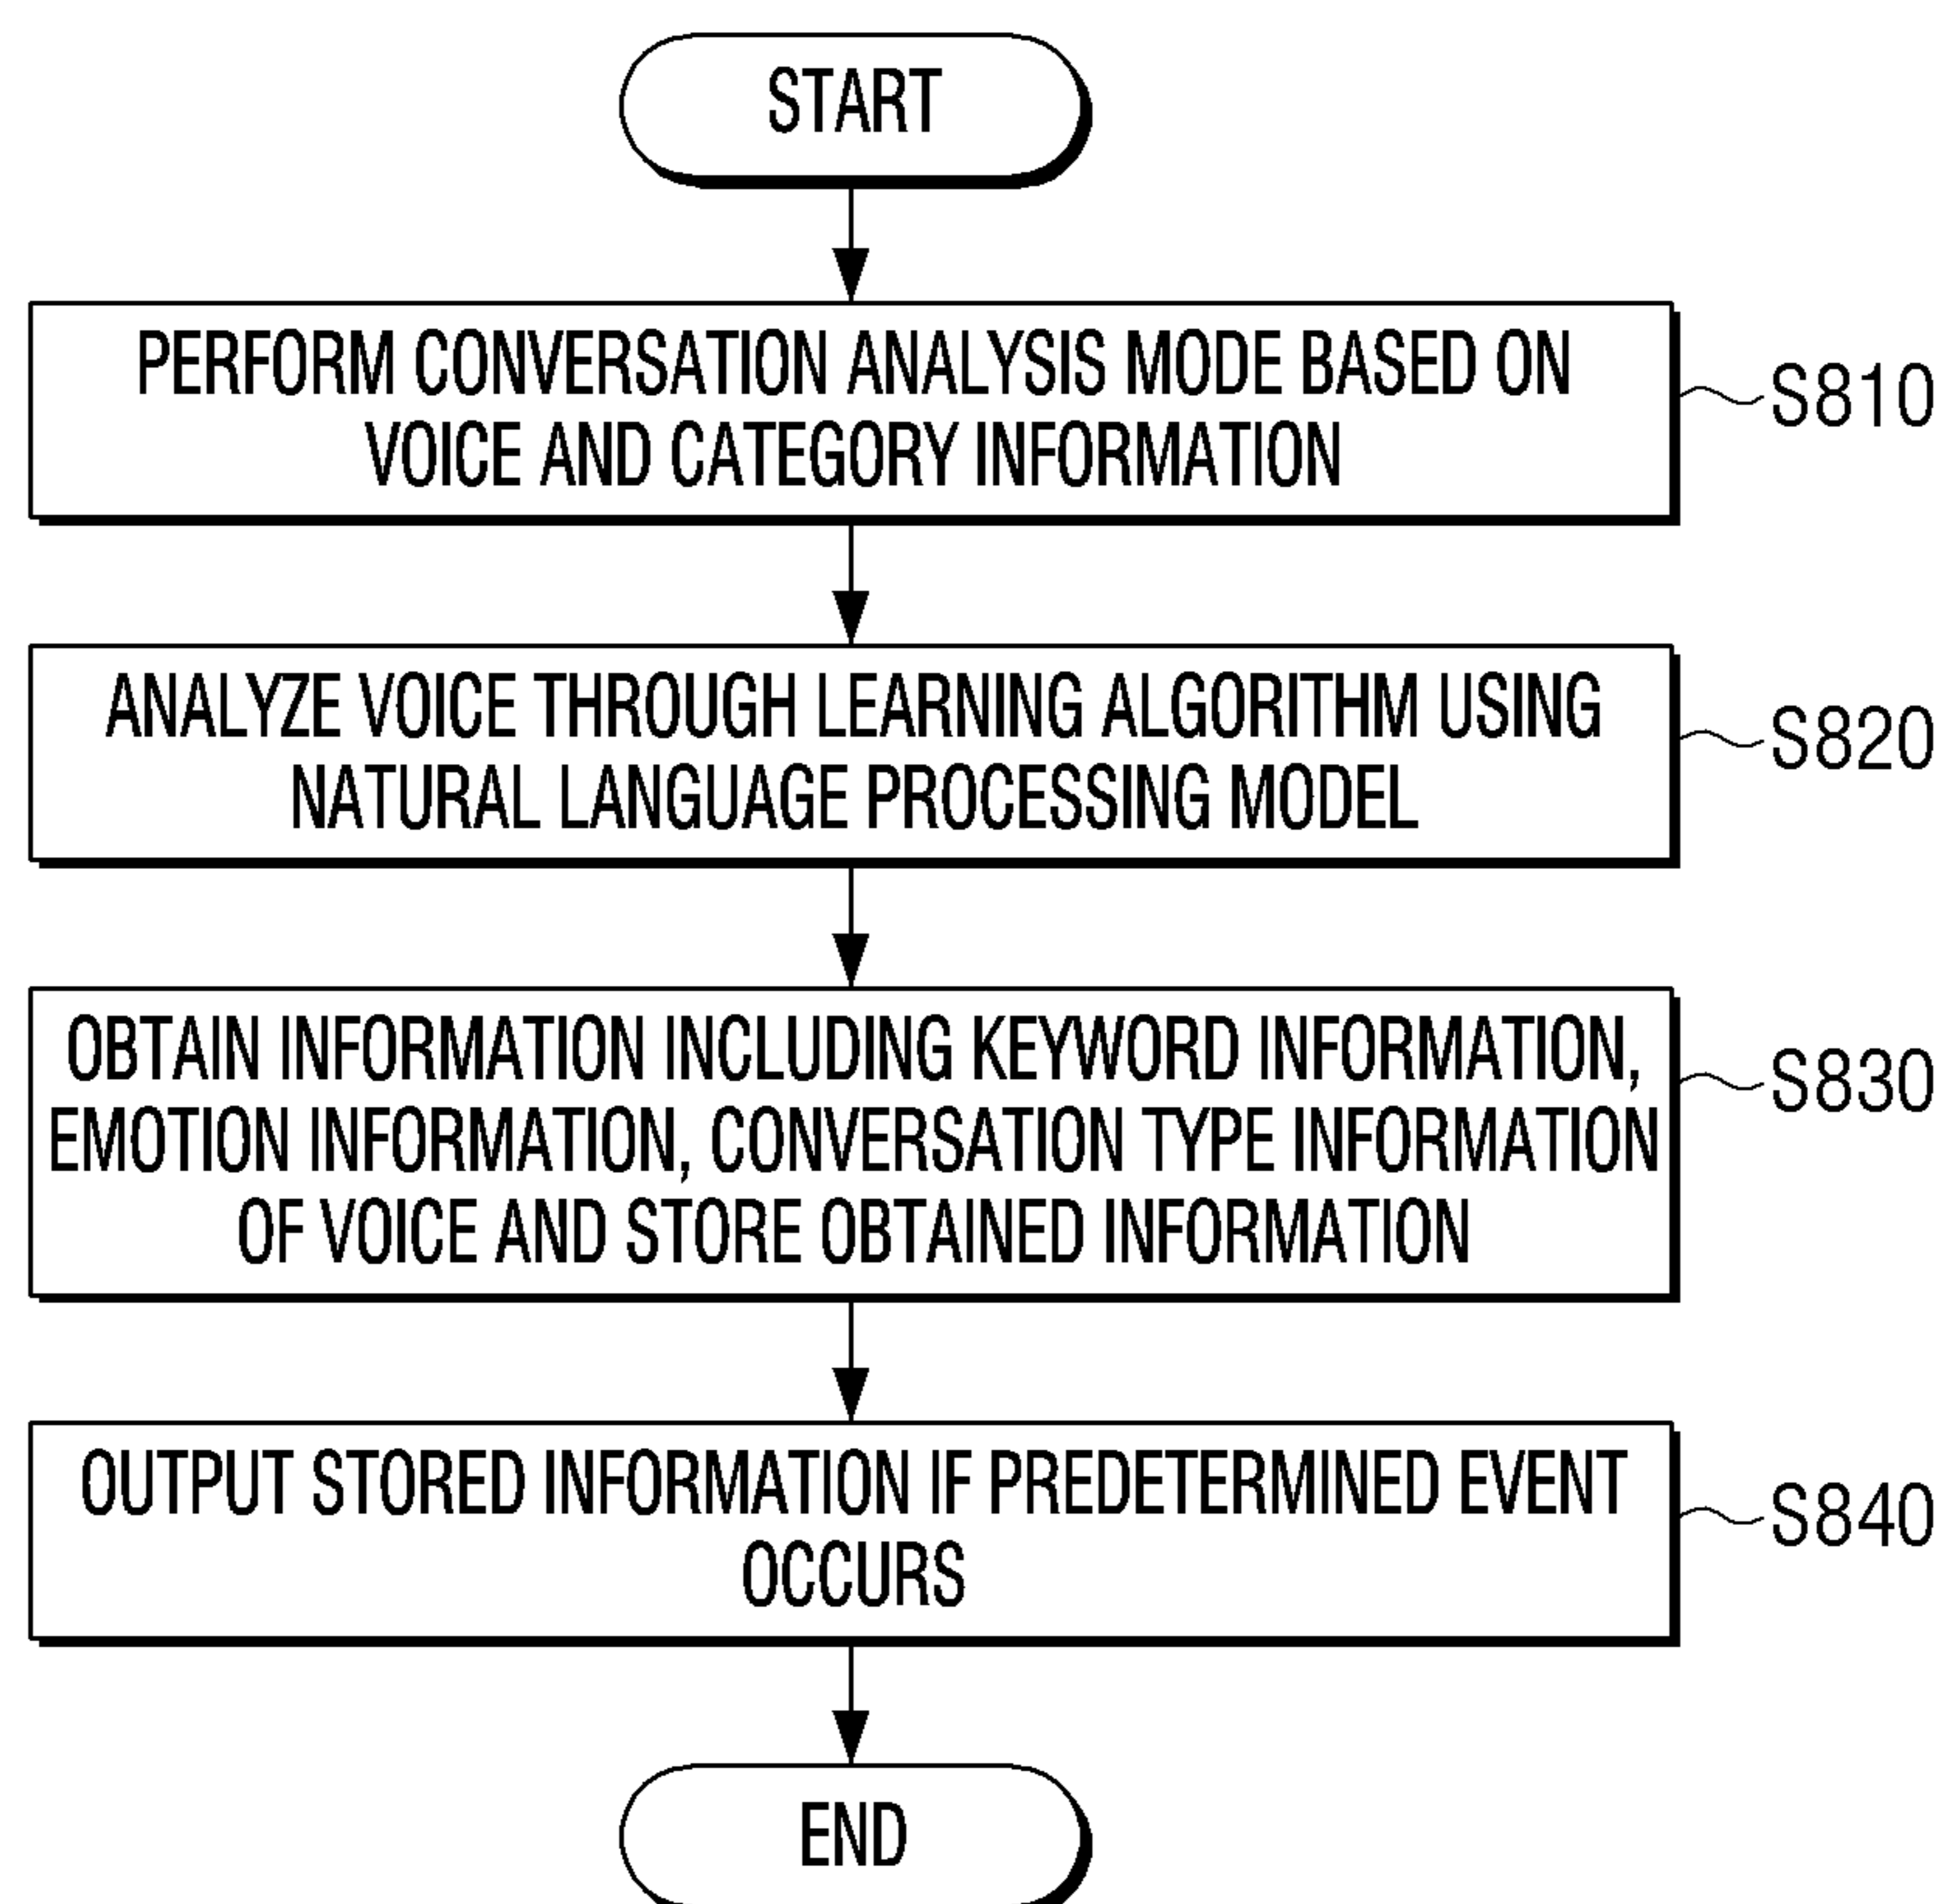 START
PERFORM CONVERSATION ANALYSIS MODE BASED ON
VOICE AND CATEGORY INFORMATION
S810
ANALYZE VOICE THROUGH LEARNING ALGORITHM USING
NATURAL LANGUAGE PROCESSING MODEL
S820
OBTAIN INFORMATION INCLUDING KEYWORD INFORMATION,
EMOTION INFORMATION, CONVERSATION TYPE INFORMATION
OF VOICE AND STORE OBTAINED INFORMATION
S830
OUTPUT STORED INFORMATION IF PREDETERMINED EVENT
OCCURS
S840
END